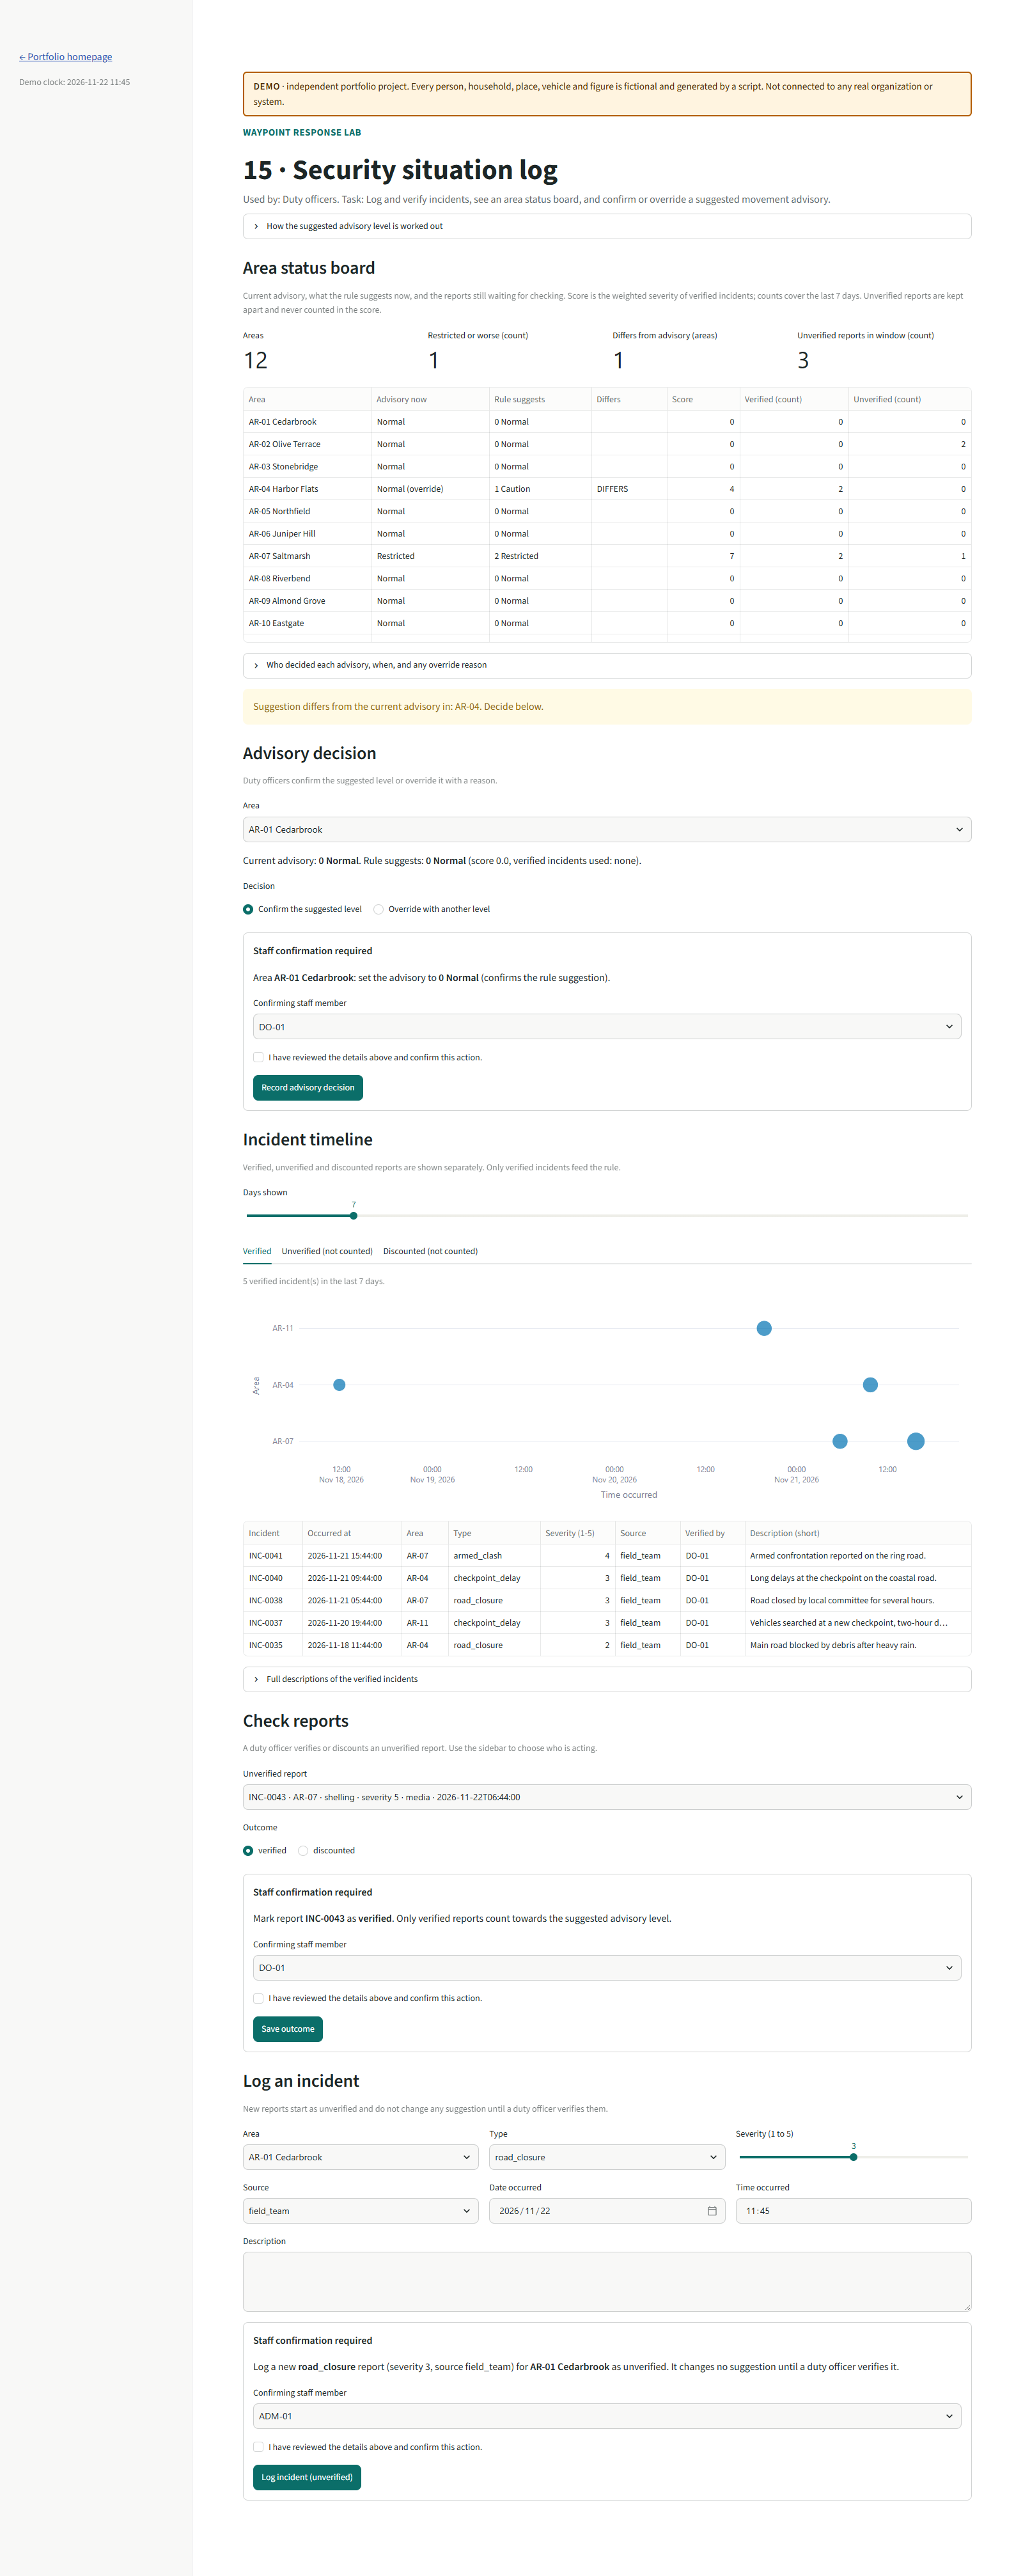 ← Portfolio homepage
Demo clock: 2026-11-22 11:45
DEMO · independent portfolio project. Every person, household, place, vehicle and figure is fictional and generated by a script. Not connected to any real organization or
system.
WAYPOINT RESPONSE LAB
15 · Security situation log
Used by: Duty officers. Task: Log and verify incidents, see an area status board, and confirm or override a suggested movement advisory.
How the suggested advisory level is worked out
Area status board
Current advisory, what the rule suggests now, and the reports still waiting for checking. Score is the weighted severity of verified incidents; counts cover the last 7 days. Unverified reports are kept
apart and never counted in the score.
Areas Restricted or worse (count) Differs from advisory (areas) Unverified reports in window (count)
12 1 1 3
Area Advisory now Rule suggests Differs Score Verified (count) Unverified (count)
AR-01 Cedarbrook Normal 0 Normal 0 0 0
AR-02 Olive Terrace Normal 0 Normal 0 0 2
AR-03 Stonebridge Normal 0 Normal 0 0 0
AR-04 Harbor Flats Normal (override) 1 Caution DIFFERS 4 2 0
AR-05 Northfield Normal 0 Normal 0 0 0
AR-06 Juniper Hill Normal 0 Normal 0 0 0
AR-07 Saltmarsh Restricted 2 Restricted 7 2 1
AR-08 Riverbend Normal 0 Normal 0 0 0
AR-09 Almond Grove Normal 0 Normal 0 0 0
AR-10 Eastgate Normal 0 Normal 0 0 0
Who decided each advisory, when, and any override reason
Suggestion differs from the current advisory in: AR-04. Decide below.
Advisory decision
Duty officers confirm the suggested level or override it with a reason.
Area
AR-01 Cedarbrook
Current advisory: 0 Normal. Rule suggests: 0 Normal (score 0.0, verified incidents used: none).
Decision
Confirm the suggested level Override with another level
Staff confirmation required
Area AR-01 Cedarbrook: set the advisory to 0 Normal (confirms the rule suggestion).
Confirming staff member
DO-01
I have reviewed the details above and confirm this action.
Record advisory decision
Incident timeline
Verified, unverified and discounted reports are shown separately. Only verified incidents feed the rule.
Days shown
7
Verified Unverified (not counted) Discounted (not counted)
5 verified incident(s) in the last 7 days.
AR-11
AR-04
AR-07
Area
12:00 00:00 12:00 00:00 12:00 00:00 12:00
Nov 18, 2026 Nov 19, 2026 Nov 20, 2026 Nov 21, 2026
Time occurred
Incident Occurred at Area Type Severity (1-5) Source Verified by Description (short)
INC-0041 2026-11-21 15:44:00 AR-07 armed_clash 4 field_team DO-01 Armed confrontation reported on the ring road.
INC-0040 2026-11-21 09:44:00 AR-04 checkpoint_delay 3 field_team DO-01 Long delays at the checkpoint on the coastal road.
INC-0038 2026-11-21 05:44:00 AR-07 road_closure 3 field_team DO-01 Road closed by local committee for several hours.
INC-0037 2026-11-20 19:44:00 AR-11 checkpoint_delay 3 field_team DO-01 Vehicles searched at a new checkpoint, two-hour d…
INC-0035 2026-11-18 11:44:00 AR-04 road_closure 2 field_team DO-01 Main road blocked by debris after heavy rain.
Full descriptions of the verified incidents
Check reports
A duty officer verifies or discounts an unverified report. Use the sidebar to choose who is acting.
Unverified report
INC-0043 · AR-07 · shelling · severity 5 · media · 2026-11-22T06:44:00
Outcome
verified discounted
Staff confirmation required
Mark report INC-0043 as verified. Only verified reports count towards the suggested advisory level.
Confirming staff member
DO-01
I have reviewed the details above and confirm this action.
Save outcome
Log an incident
New reports start as unverified and do not change any suggestion until a duty officer verifies them.
Area Type Severity (1 to 5)
3
AR-01 Cedarbrook road_closure
Source Date occurred Time occurred
field_team 2026/11/22 11:45
Description
Staff confirmation required
Log a new road_closure report (severity 3, source field_team) for AR-01 Cedarbrook as unverified. It changes no suggestion until a duty officer verifies it.
Confirming staff member
ADM-01
I have reviewed the details above and confirm this action.
Log incident (unverified)